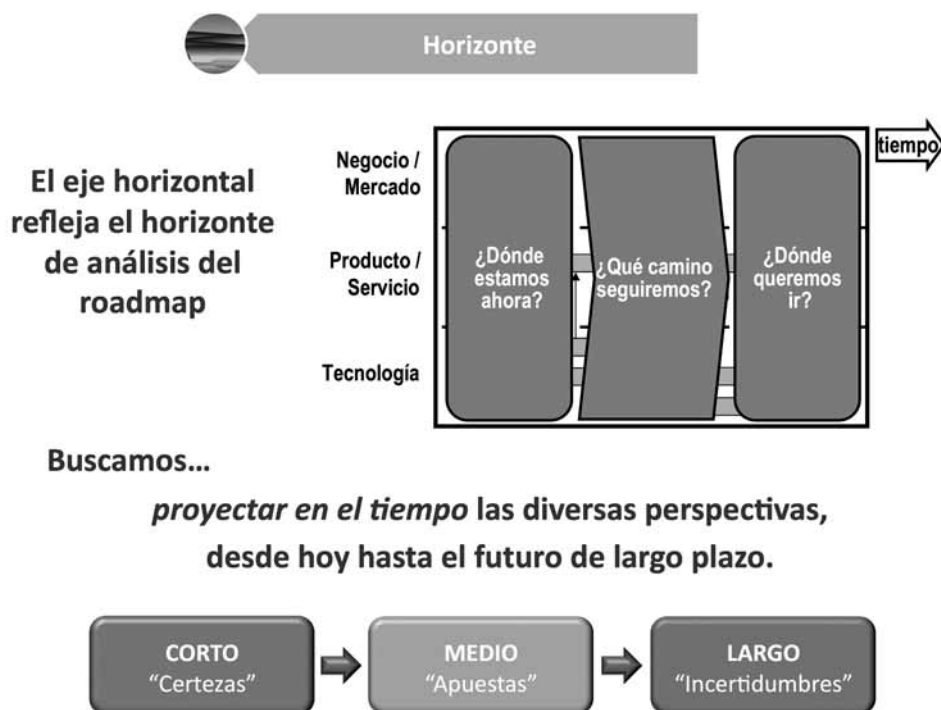 Horizonte
El eje horizontal
refleja el horizonte
de análisis del
roadmap
tiempo
Negocio /
Mercado
Producto /
Servicio
Tecnología
¿Dónde
estamos
ahora?
¿Qué camino
seguiremos?
¿Dónde
queremos
ir?
Buscamos...
proyectar en el tiempo las diversas perspectivas,
desde hoy hasta el futuro de largo plazo.
CORTO
“Certezas”
MEDIO
“Apuestas”
LARGO
“Incertidumbres”